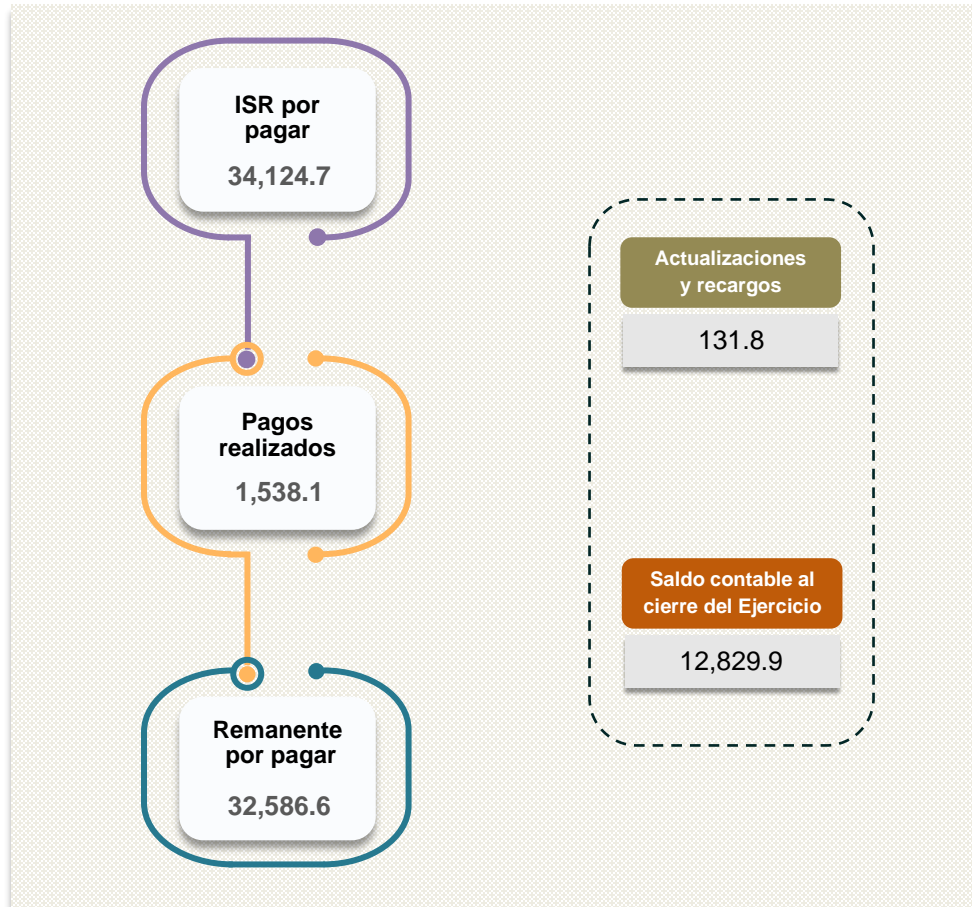 ISR por
pagar
34,124.7
Pagos
realizados
1,538.1
Remanente
por pagar
32,586.6
Actualizaciones
y recargos
131.8
Saldo contable al
cierre del Ejercicio
12,829.9